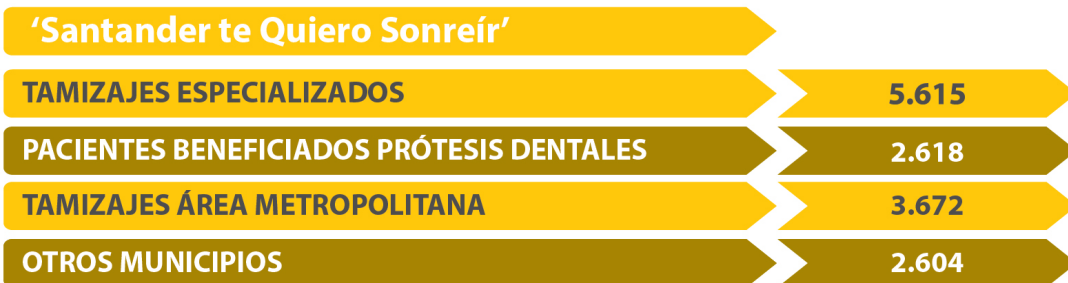 ‘Santander te Quiero Sonreír’
TAMIZAJES ESPECIALIZADOS 5.615
PACIENTES BENEFICIADOS PRÓTESIS DENTALES 2.618
TAMIZAJES ÁREA METROPOLITANA 3.672
OTROS MUNICIPIOS 2.604